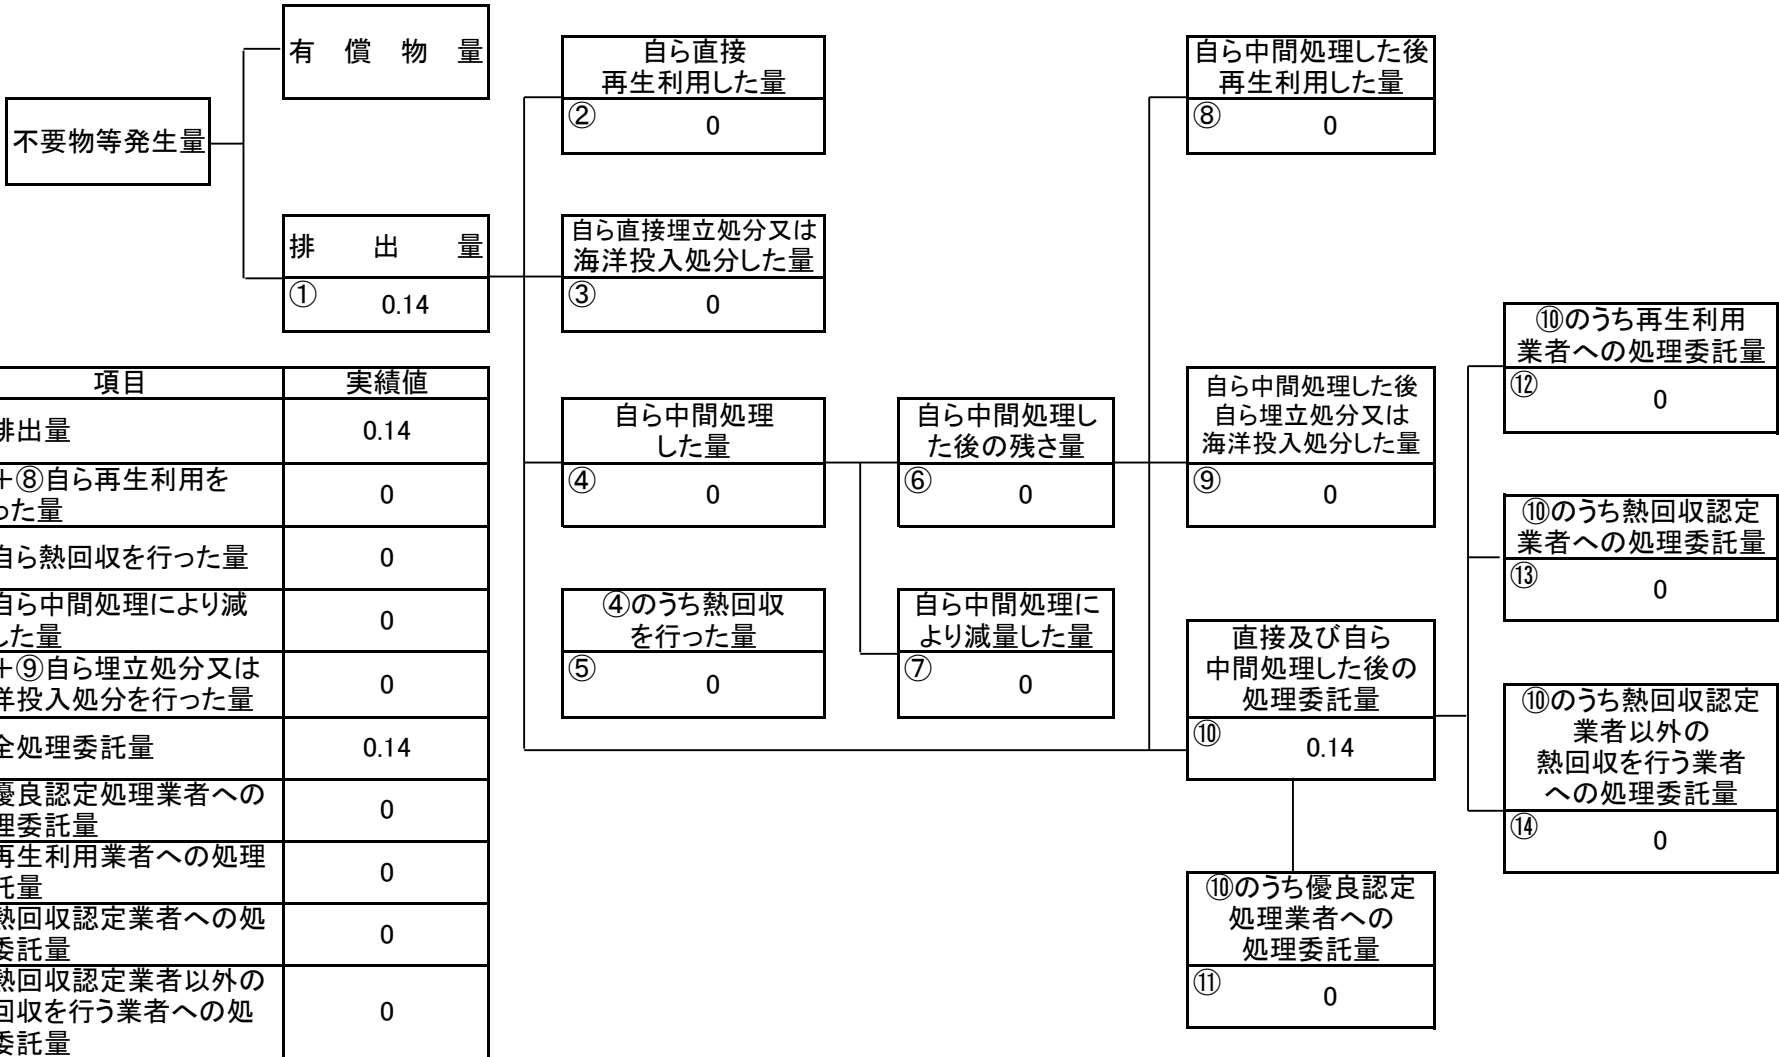 有償物量
不要物等発生量
排出量
① 0.14
自ら直接
再生利用した量
② 0
自ら直接埋立処分又は
海洋投入処分した量
③ 0
自ら中間処理
した量
④ 0
④のうち熱回収
を行った量
⑤ 0
自ら中間処理し
た後の残さ量
⑥ 0
自ら中間処理に
より減量した量
⑦ 0
自ら中間処理した後
再生利用した量
⑧ 0
自ら中間処理した後
自ら埋立処分又は
海洋投入処分した量
⑨ 0
直接及び自ら
中間処理した後の
処理委託量
⑩ 0.14
⑩のうち優良認定
処理業者への
処理委託量
⑪ 0
⑩のうち再生利用
業者への処理委託量
⑫ 0
⑩のうち熱回収認定
業者への処理委託量
⑬ 0
⑩のうち熱回収認定
業者以外の
熱回収を行う業者
への処理委託量
⑭ 0
項目 実績値
排出量 0.14
+⑧自ら再生利用を
った量 0
自ら熱回収を行った量 0
自ら中間処理により減
した量 0
+⑨自ら埋立処分又は
洋投入処分を行った量 0
全処理委託量 0.14
優良認定処理業者への
理委託量 0
再生利用業者への処理
託量 0
熱回収認定業者への処
委託量 0
熱回収認定業者以外の
回収を行う業者への処
委託量 0